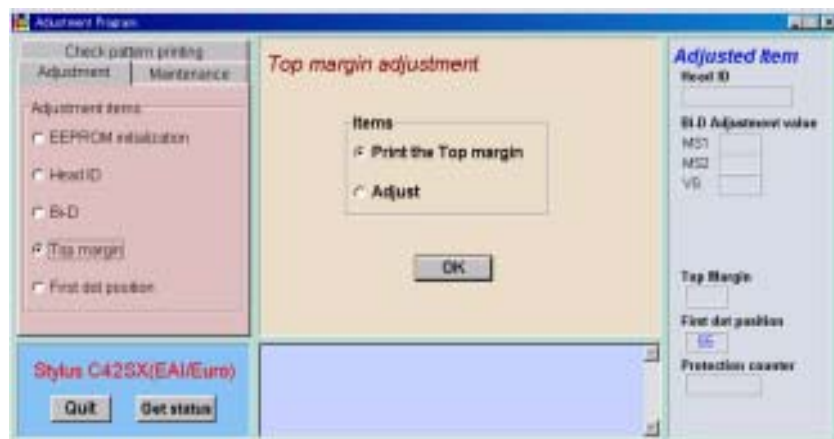 Adjustment Program
Check pattern printing
Adjustment
Maintenance
Adjustment items
EEPROM initialization
Head ID
Bi-D
Top margin
First dot position
Stylus C42SX(EAI/Euro)
Quit
Get status
Top margin adjustment
Items
Print the Top margin
Adjust
OK
Adjusted Item
Head ID
Bi-D Adjustment value
MS1
MS2
VB
Top Margin
First dot position
Protection counter